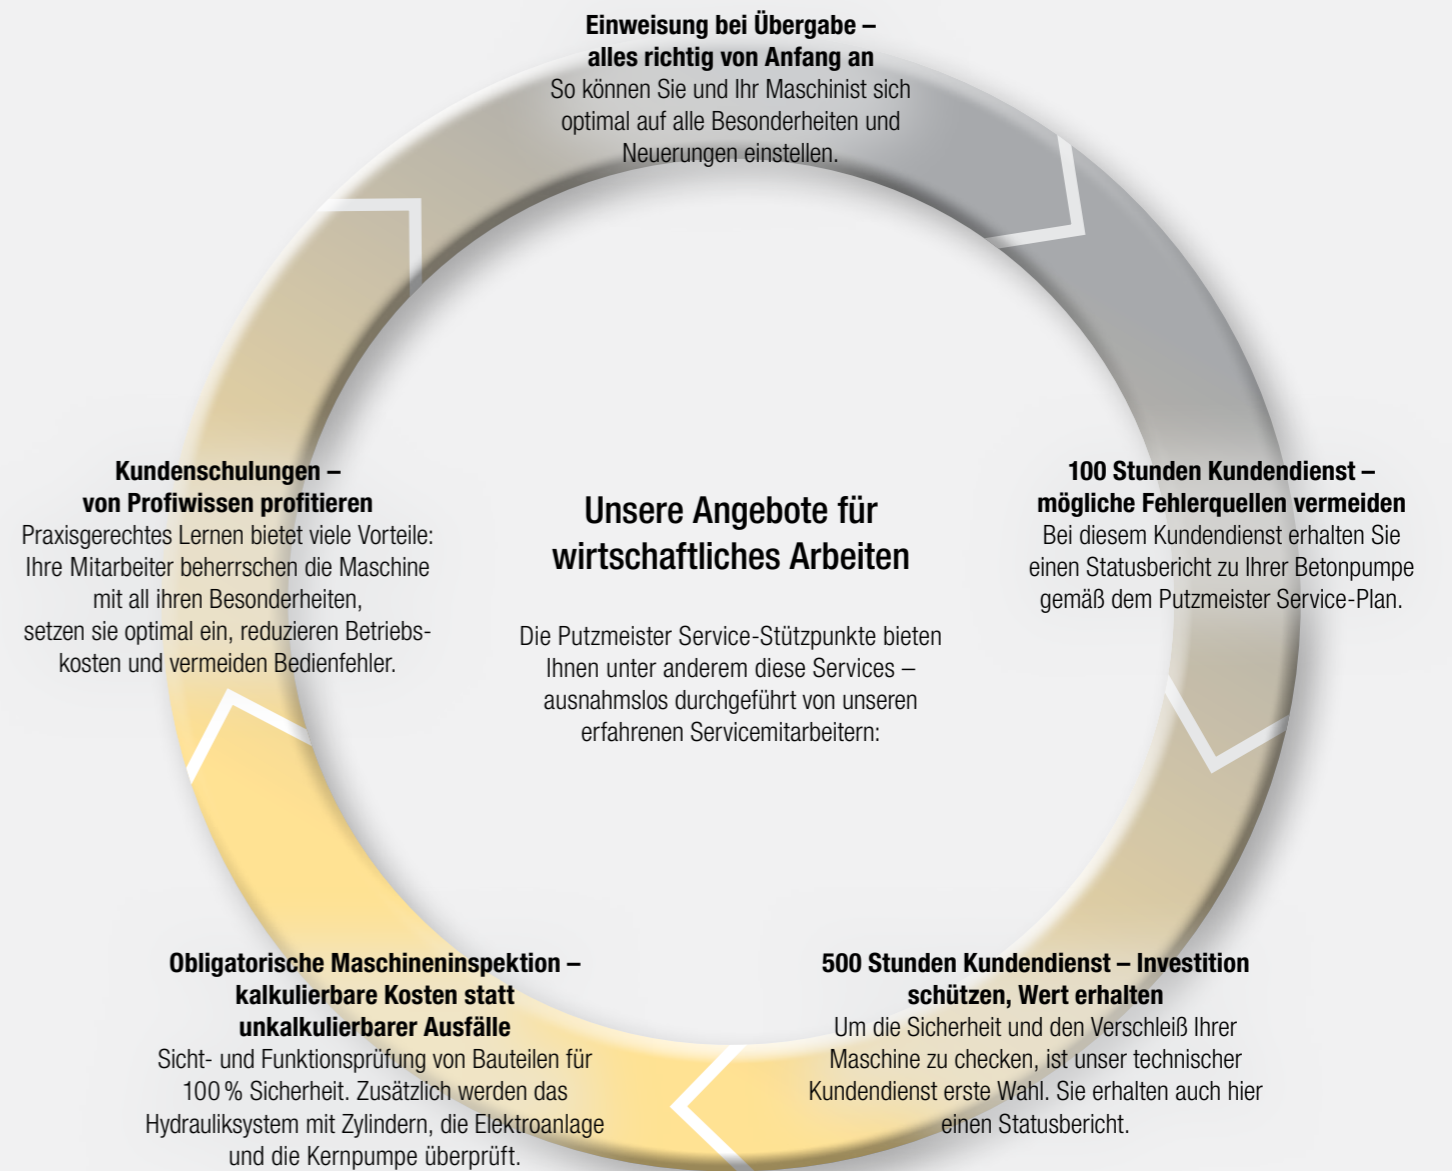 Einweisung bei Übergabe –
alles richtig von Anfang an
So können Sie und Ihr Maschinist sich
optimal auf alle Besonderheiten und
Neuerungen einstellen.
Kundenschulungen –
von Profiwissen profitieren
Praxisgerechtes Lernen bietet viele Vorteile:
Ihre Mitarbeiter beherrschen die Maschine
mit all ihren Besonderheiten,
setzen sie optimal ein, reduzieren Betriebs-
kosten und vermeiden Bedienfehler.
Unsere Angebote für
wirtschaftliches Arbeiten
Die Putzmeister Service-Stützpunkte bieten
Ihnen unter anderem diese Services –
ausnahmslos durchgeführt von unseren
erfahrenen Servicemitarbeitern:
100 Stunden Kundendienst –
mögliche Fehlerquellen vermeiden
Bei diesem Kundendienst erhalten Sie
einen Statusbericht zu Ihrer Betonpumpe
gemäß dem Putzmeister Service-Plan.
Obligatorische Maschineninspektion –
kalkulierbare Kosten statt
unkalkulierbarer Ausfälle
Sicht- und Funktionsprüfung von Bauteilen für
100 % Sicherheit. Zusätzlich werden das
Hydrauliksystem mit Zylindern, die Elektroanlage
und die Kernpumpe überprüft.
500 Stunden Kundendienst – Investition
schützen, Wert erhalten
Um die Sicherheit und den Verschleiß Ihrer
Maschine zu checken, ist unser technischer
Kundendienst erste Wahl. Sie erhalten auch hier
einen Statusbericht.